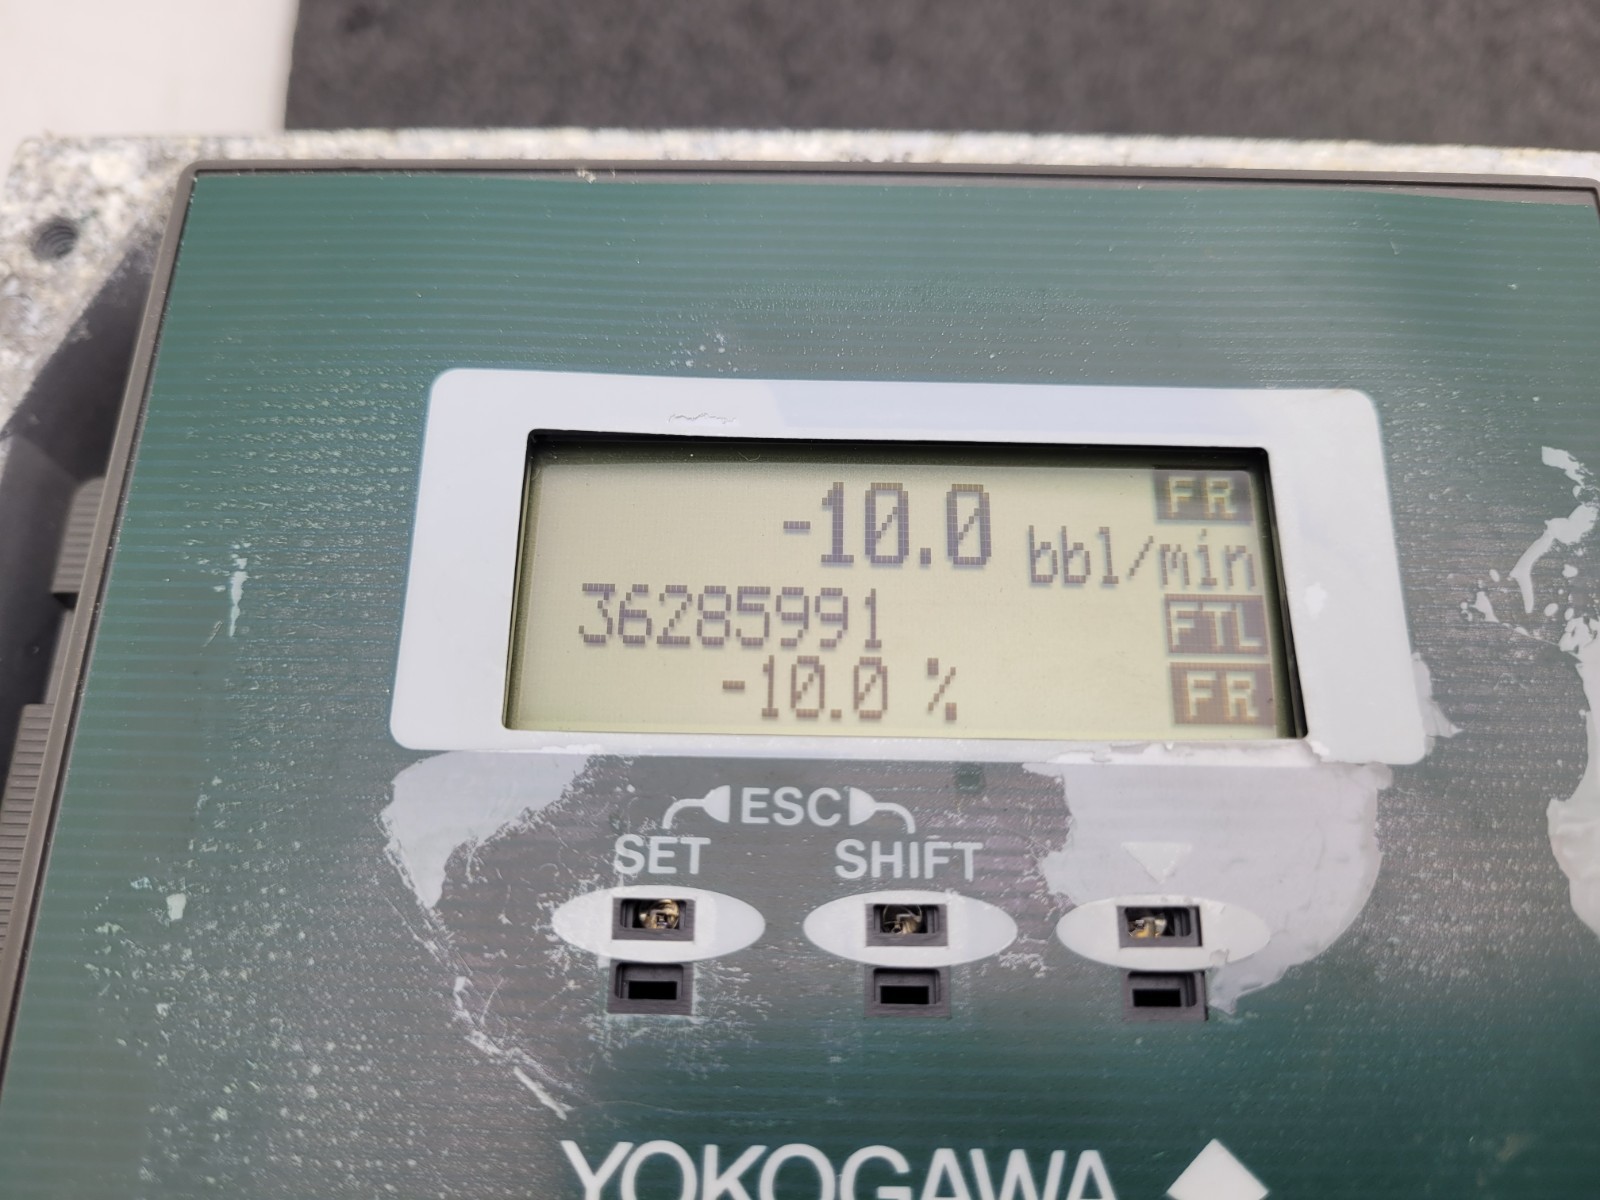 -10.0 bbl/min FR
36285991 FTL
-10.0 % FR
ESC
SET SHIFT
YOKOGAWA